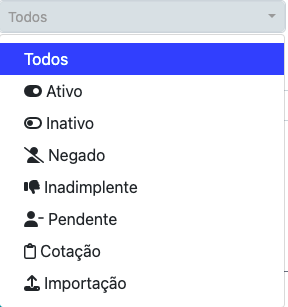 Todos
Todos
Ativo
Inativo
Negado
Inadimplente
Pendente
Cotação
Importação